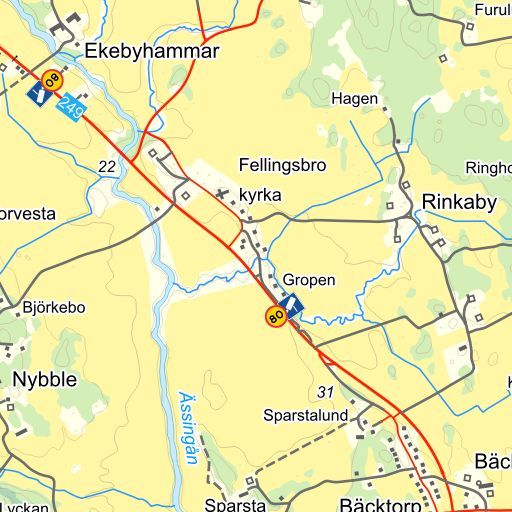 Furul
Ekebyhammar
80
249
Hagen
22
Fellingsbro
kyrka
Ringho
orvesta
Rinkaby
Gropen
Björkebo
80
Nybble
Ässingån
31
Sparstalund
K
Bäc
Lyckan
Sparsta
Bäcktorp